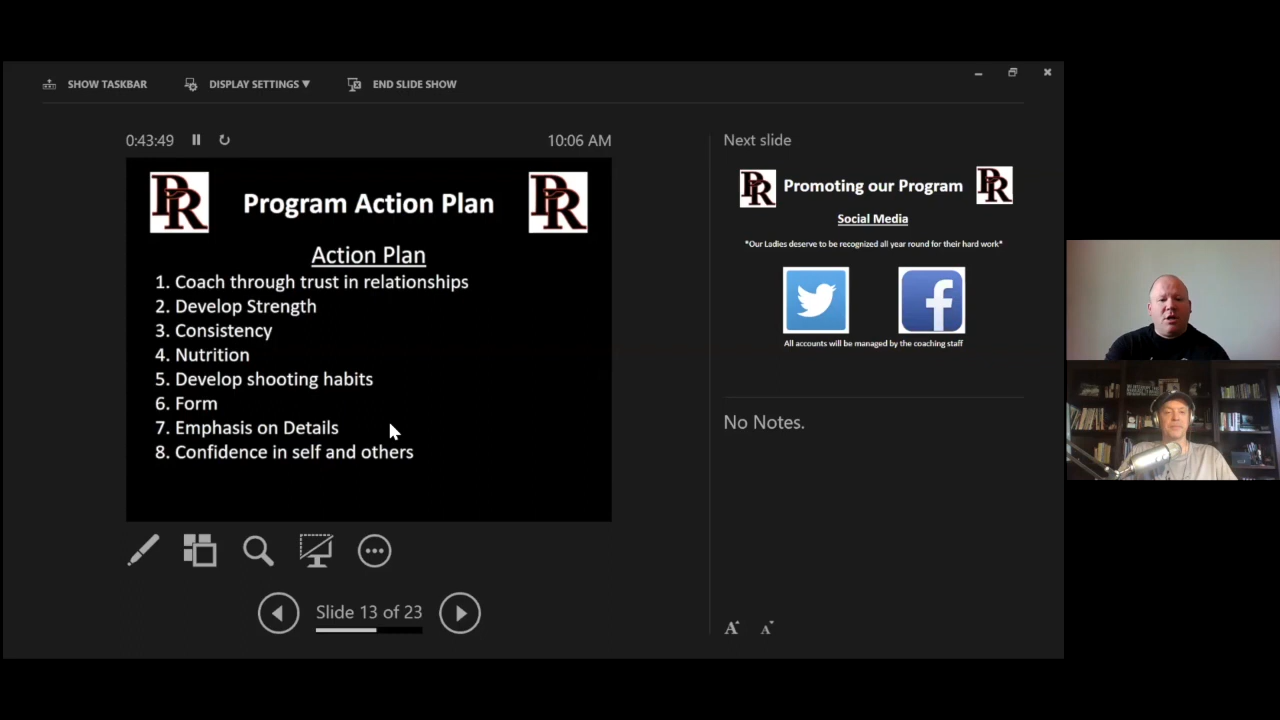 SHOW TASKBAR
DISPLAY SETTINGS ▼
END SLIDE SHOW
0:43:49
10:06 AM
PR
Program Action Plan
PR
Action Plan
1. Coach through trust in relationships
2. Develop Strength
3. Consistency
4. Nutrition
5. Develop shooting habits
6. Form
7. Emphasis on Details
8. Confidence in self and others
Slide 13 of 23
Next slide
PR
Promoting our Program
PR
Social Media
*Our Ladies deserve to be recognized all year round for their hard work*
f
All accounts will be managed by the coaching staff
No Notes.
A
A